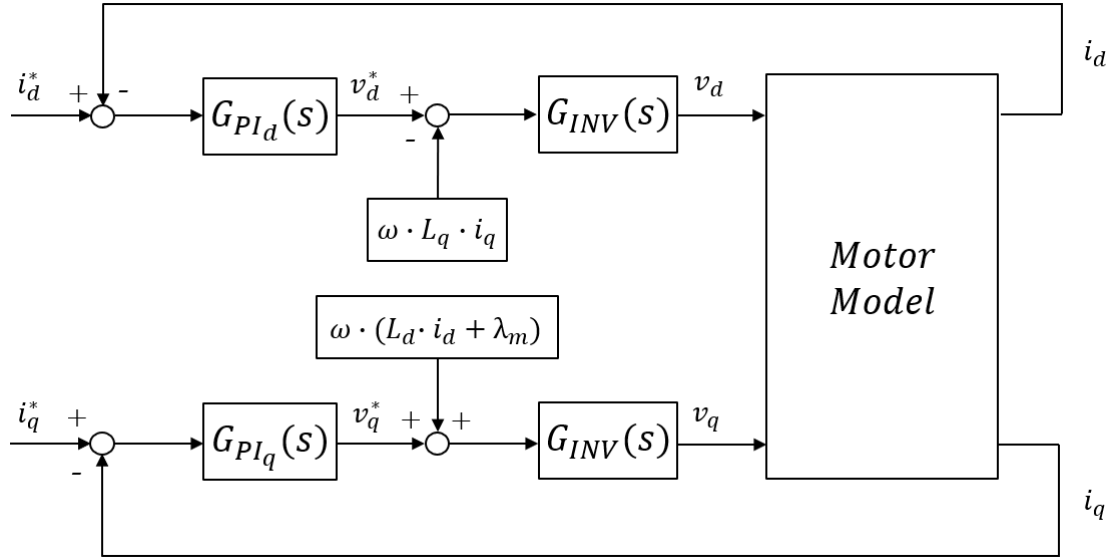 i_d^* + - G_{PI_d}(s) v_d^* + - G_{INV}(s) v_d i_d
ω · L_q · i_q
Motor
Model
ω · (L_d · i_d + λ_m)
i_q^* + - G_{PI_q}(s) v_q^* + + G_{INV}(s) v_q i_q